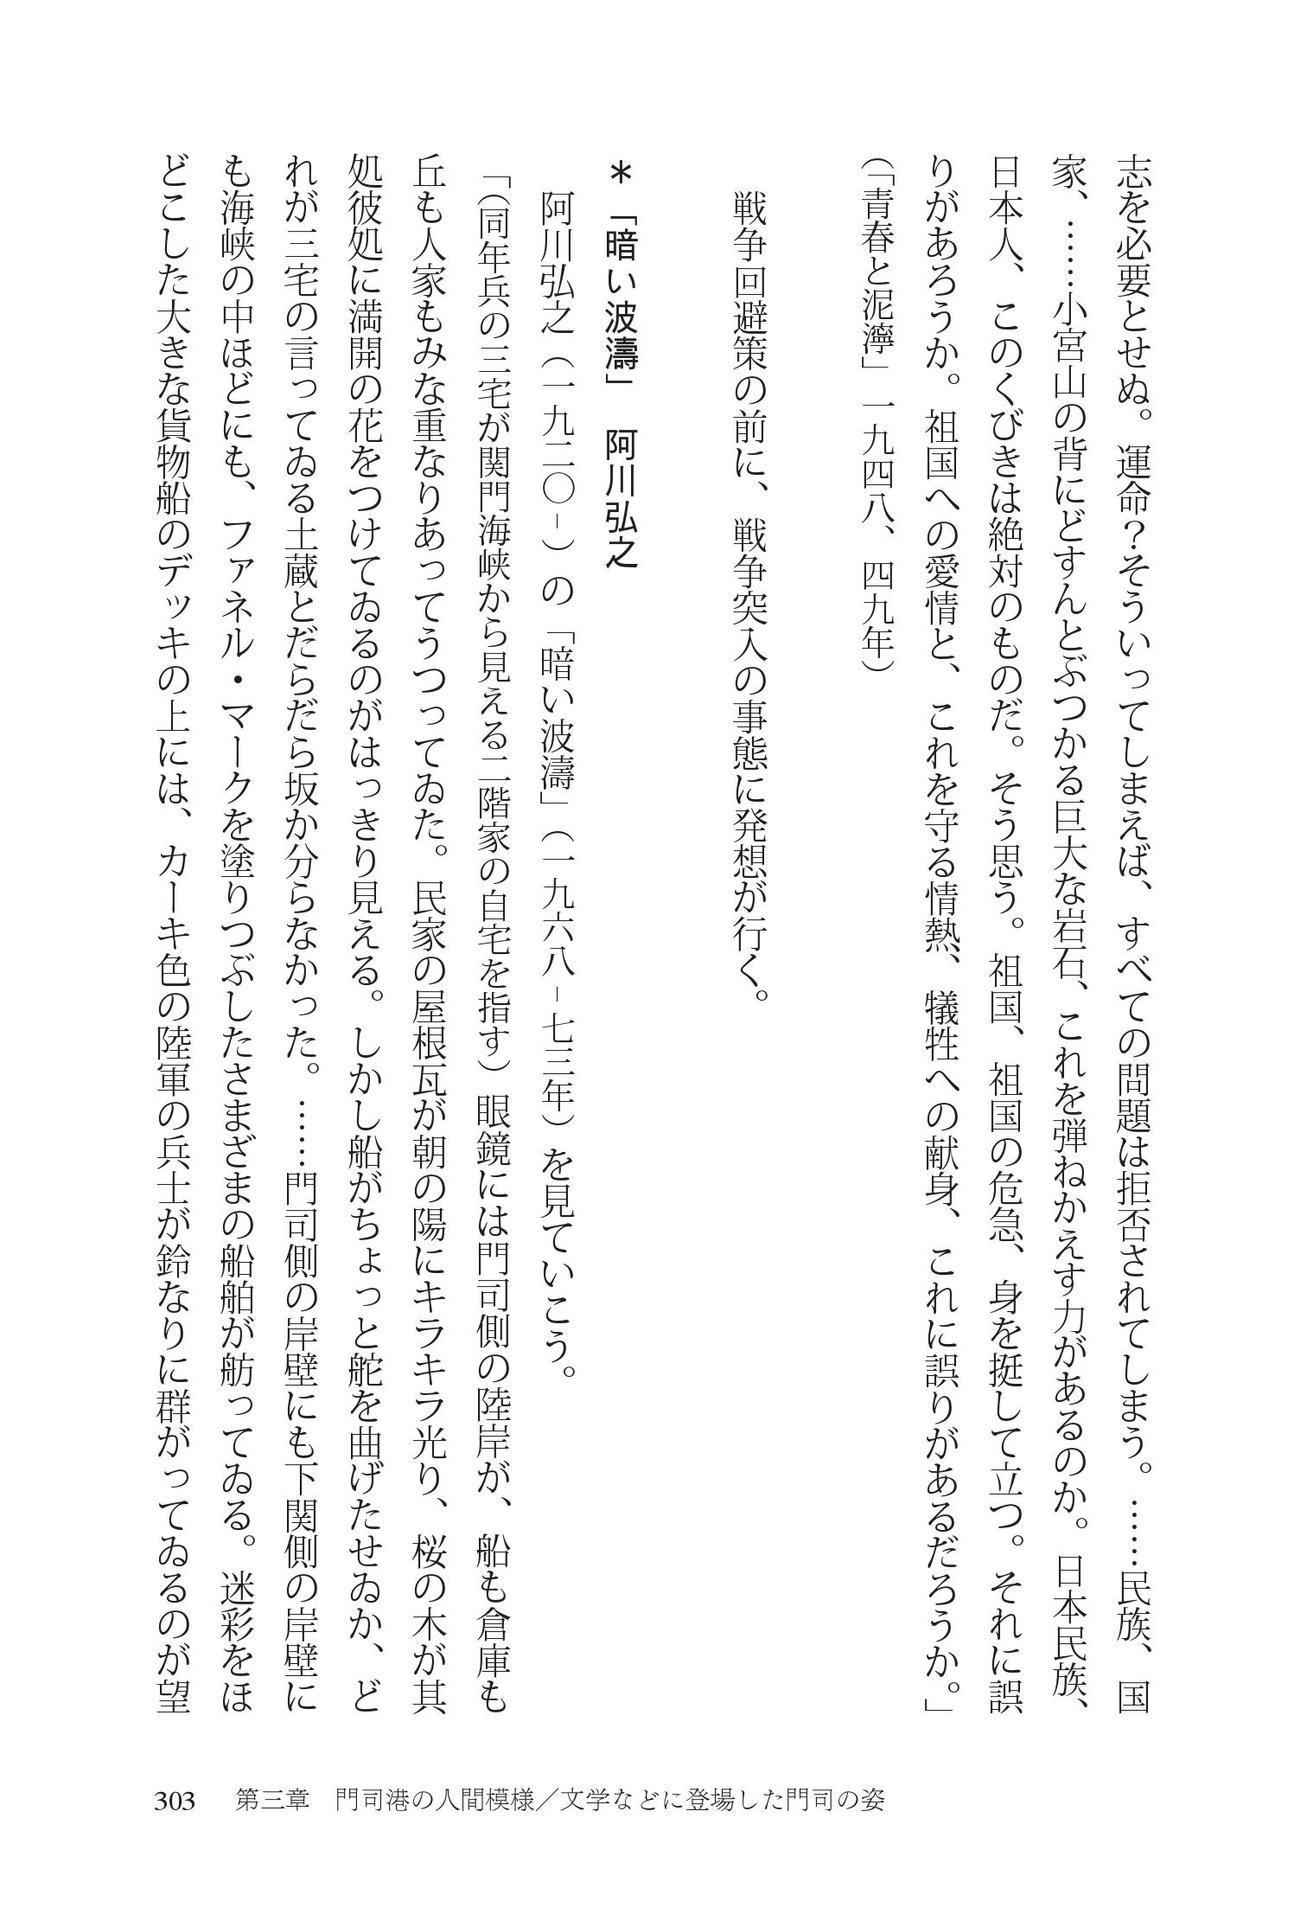 志を必要とせぬ。運命？そういってしまえば、すべての問題は拒否されてしまう。……民族、国
家、……小宮山の背にどすんとぶつかる巨大な岩石、これを弾ねかえす力があるのか。日本民族、
日本人、このくびきは絶対のものだ。そう思う。祖国、祖国の危急、身を挺して立つ。それに誤
りがあろうか。祖国への愛情と、これを守る情熱、犠牲への献身、これに誤りがあるだろうか。」
（「青春と泥濘」一九四八、四九年）
戦争回避策の前に、戦争突入の事態に発想が行く。
＊「暗い波濤」　阿川弘之
阿川弘之（一九二〇－）の「暗い波濤」（一九六八－七三年）を見ていこう。
「（同年兵の三宅が関門海峡から見える二階家の自宅を指す）眼鏡には門司側の陸岸が、船も倉庫も
丘も人家もみな重なりあってうつってゐた。民家の屋根瓦が朝の陽にキラキラ光り、桜の木が其
処彼処に満開の花をつけてゐるのがはっきり見える。しかし船がちょっと舵を曲げたせゐか、ど
れが三宅の言ってゐる土蔵とだらだら坂か分らなかった。……門司側の岸壁にも下関側の岸壁に
も海峡の中ほどにも、ファネル・マークを塗りつぶしたさまざまの船舶が舫ってゐる。迷彩をほ
どこした大きな貨物船のデッキの上には、カーキ色の陸軍の兵士が鈴なりに群がってゐるのが望
303　第三章　門司港の人間模様／文学などに登場した門司の姿